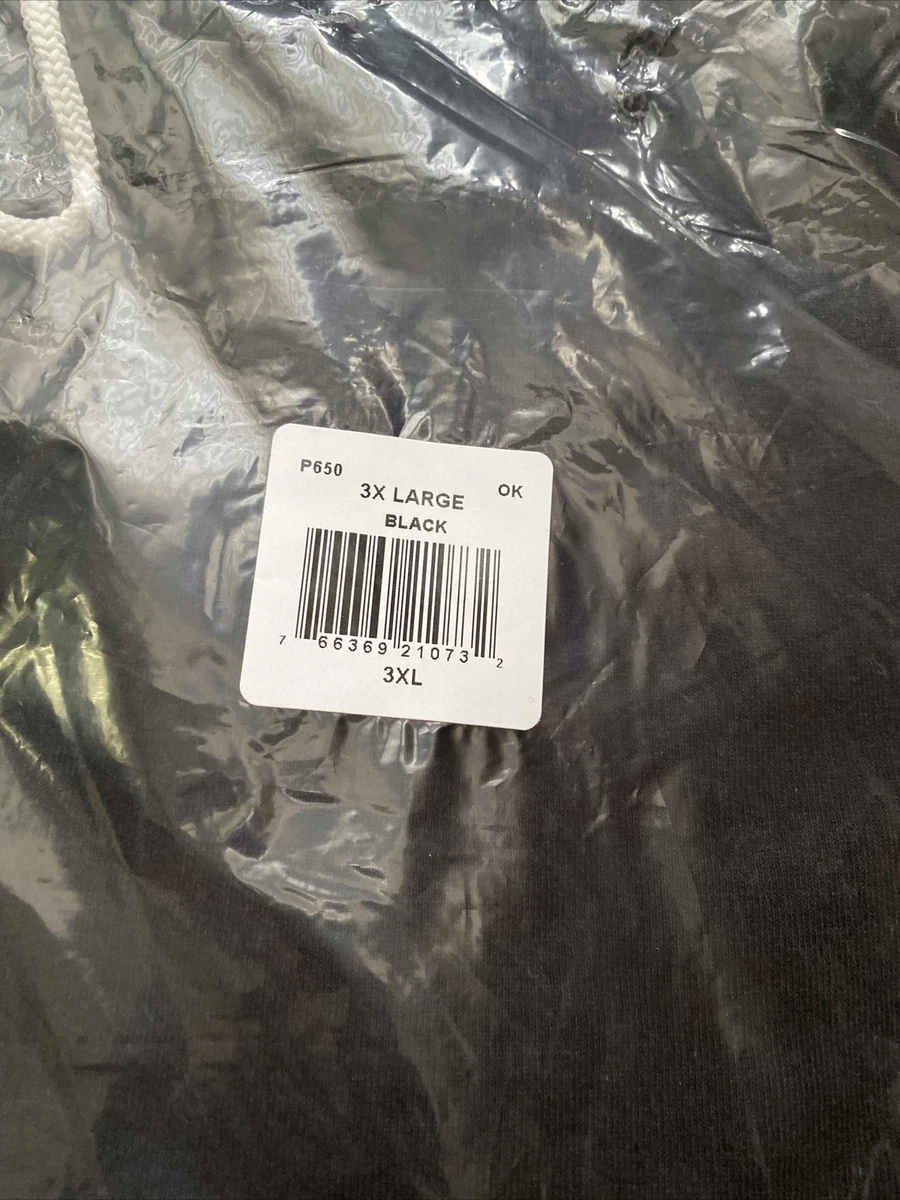 P650
OK
3X LARGE
BLACK
7 66369 21073 2
3XL